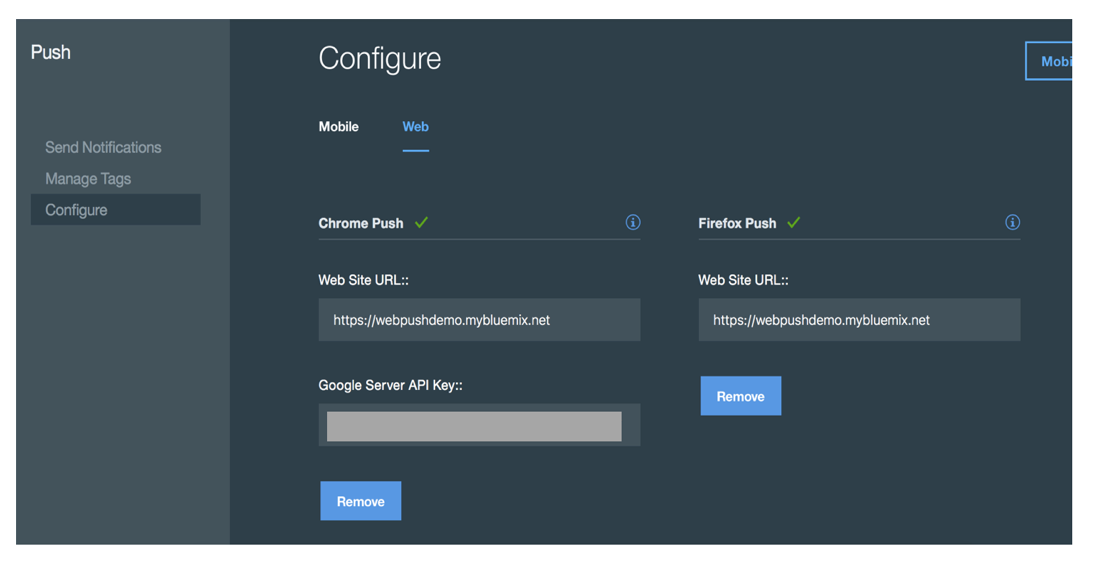 Push
Send Notifications
Manage Tags
Configure
Configure
Mobi
Mobile Web
Chrome Push
Web Site URL::
https://webpushdemo.mybluemix.net
Google Server API Key::
Remove
Firefox Push
Web Site URL::
https://webpushdemo.mybluemix.net
Remove